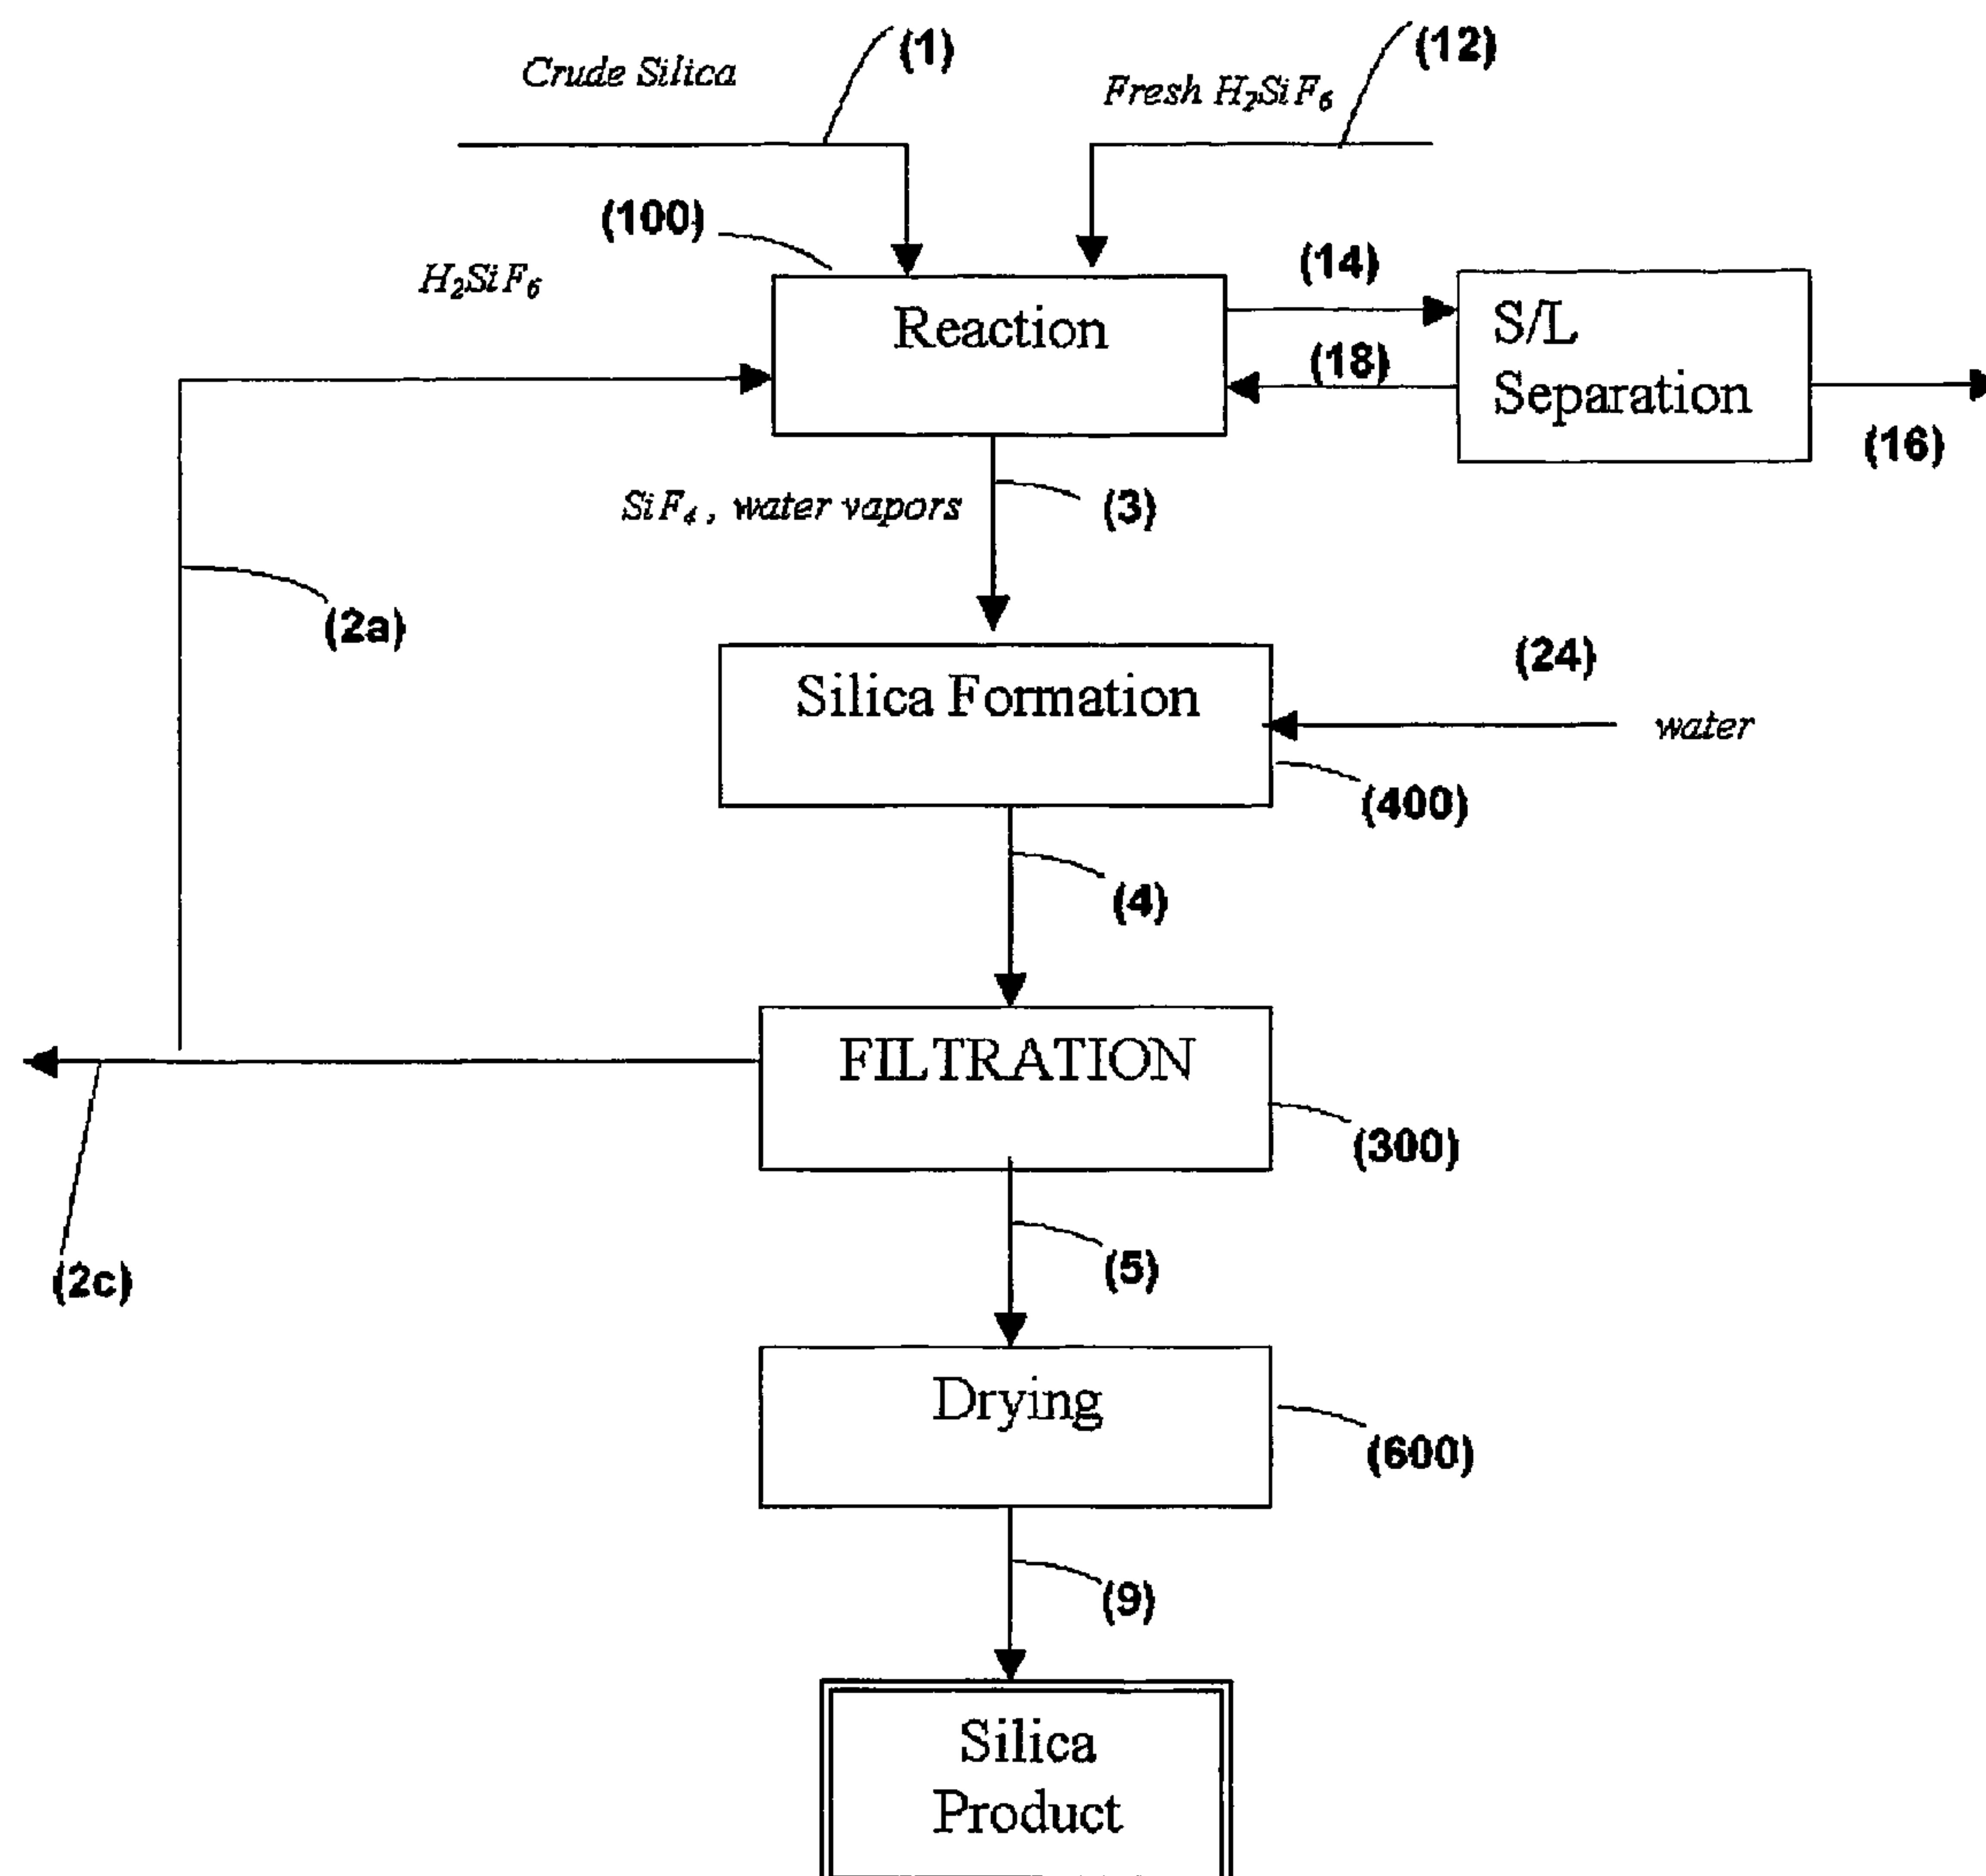 Crude Silica
(1)
Fresh H₂SiF₆
(12)
(100)
H₂SiF₆
Reaction
(14)
(18)
S/L
Separation
(16)
SiF₄, water vapors
(3)
(2a)
Silica Formation
(24)
water
(400)
(4)
FILTRATION
(300)
(2c)
(5)
Drying
(600)
(9)
Silica
Product